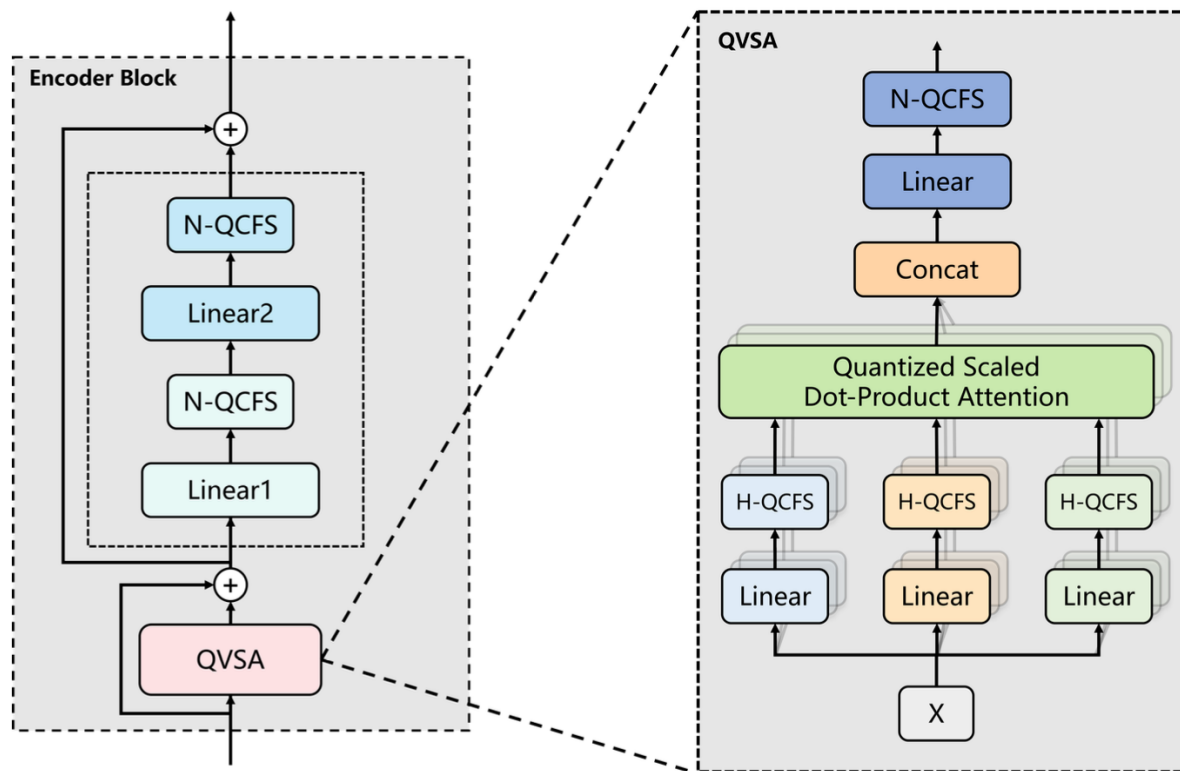 Encoder Block
+
N-QCFS
Linear2
N-QCFS
Linear1
+
QVSA
QVSA
N-QCFS
Linear
Concat
Quantized Scaled
Dot-Product Attention
H-QCFS H-QCFS H-QCFS
Linear Linear Linear
X